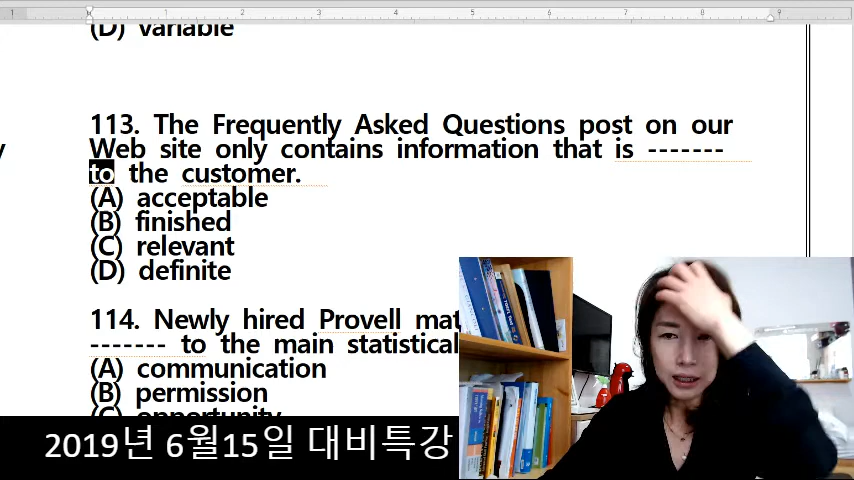 (D) variable
113. The Frequently Asked Questions post on our
Web site only contains information that is -------
to the customer.
(A) acceptable
(B) finished
(C) relevant
(D) definite
114. Newly hired Provell mat
------- to the main statistical
(A) communication
(B) permission
(C) opportunity
2019년 6월15일 대비특강